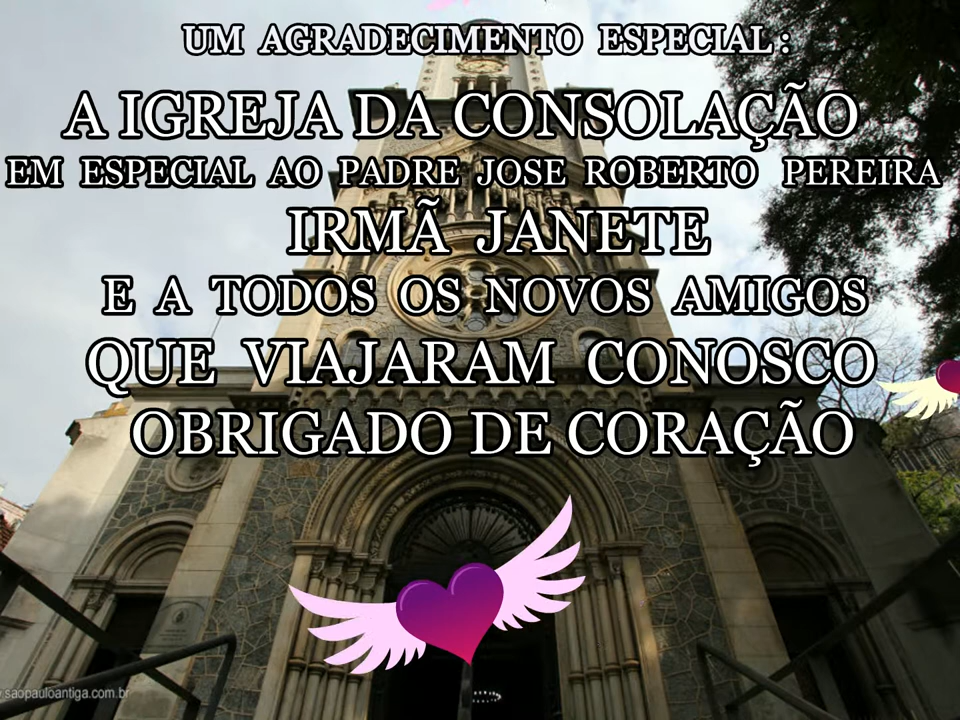 UM AGRADECIMENTO ESPECIAL :
A IGREJA DA CONSOLAÇÃO
EM ESPECIAL AO PADRE JOSE ROBERTO PEREIRA
IRMÃ JANETE
E A TODOS OS NOVOS AMIGOS
QUE VIAJARAM CONOSCO
OBRIGADO DE CORAÇÃO
saopauloantiga.com.br